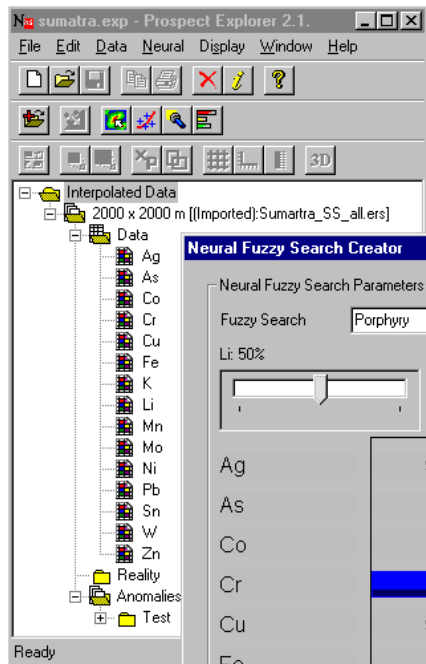 sumatra.exp - Prospect Explorer 2.1.
File Edit Data Neural Display Window Help
3D
Interpolated Data
2000 x 2000 m [(Imported):Sumartra_SS_all.ers]
Data
Ag
As
Co
Cr
Cu
Fe
K
Li
Mn
Mo
Ni
Pb
Sn
W
Zn
Reality
Anomalies
Test
Ready
Neural Fuzzy Search Creator
Neural Fuzzy Search Parameters
Fuzzy Search Porphyry
Li: 50%
Ag
As
Co
Cr
Cu